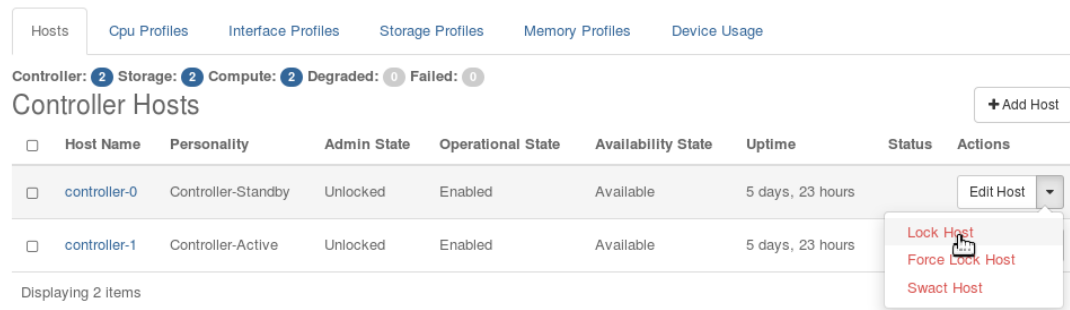 Hosts Cpu Profiles Interface Profiles Storage Profiles Memory Profiles Device Usage
Controller: 2 Storage: 2 Compute: 2 Degraded: 0 Failed: 0
Controller Hosts
+ Add Host
Host Name Personality Admin State Operational State Availability State Uptime Status Actions
controller-0 Controller-Standby Unlocked Enabled Available 5 days, 23 hours Edit Host
Lock Host
controller-1 Controller-Active Unlocked Enabled Available 5 days, 23 hours
Force Lock Host
Swact Host
Displaying 2 items